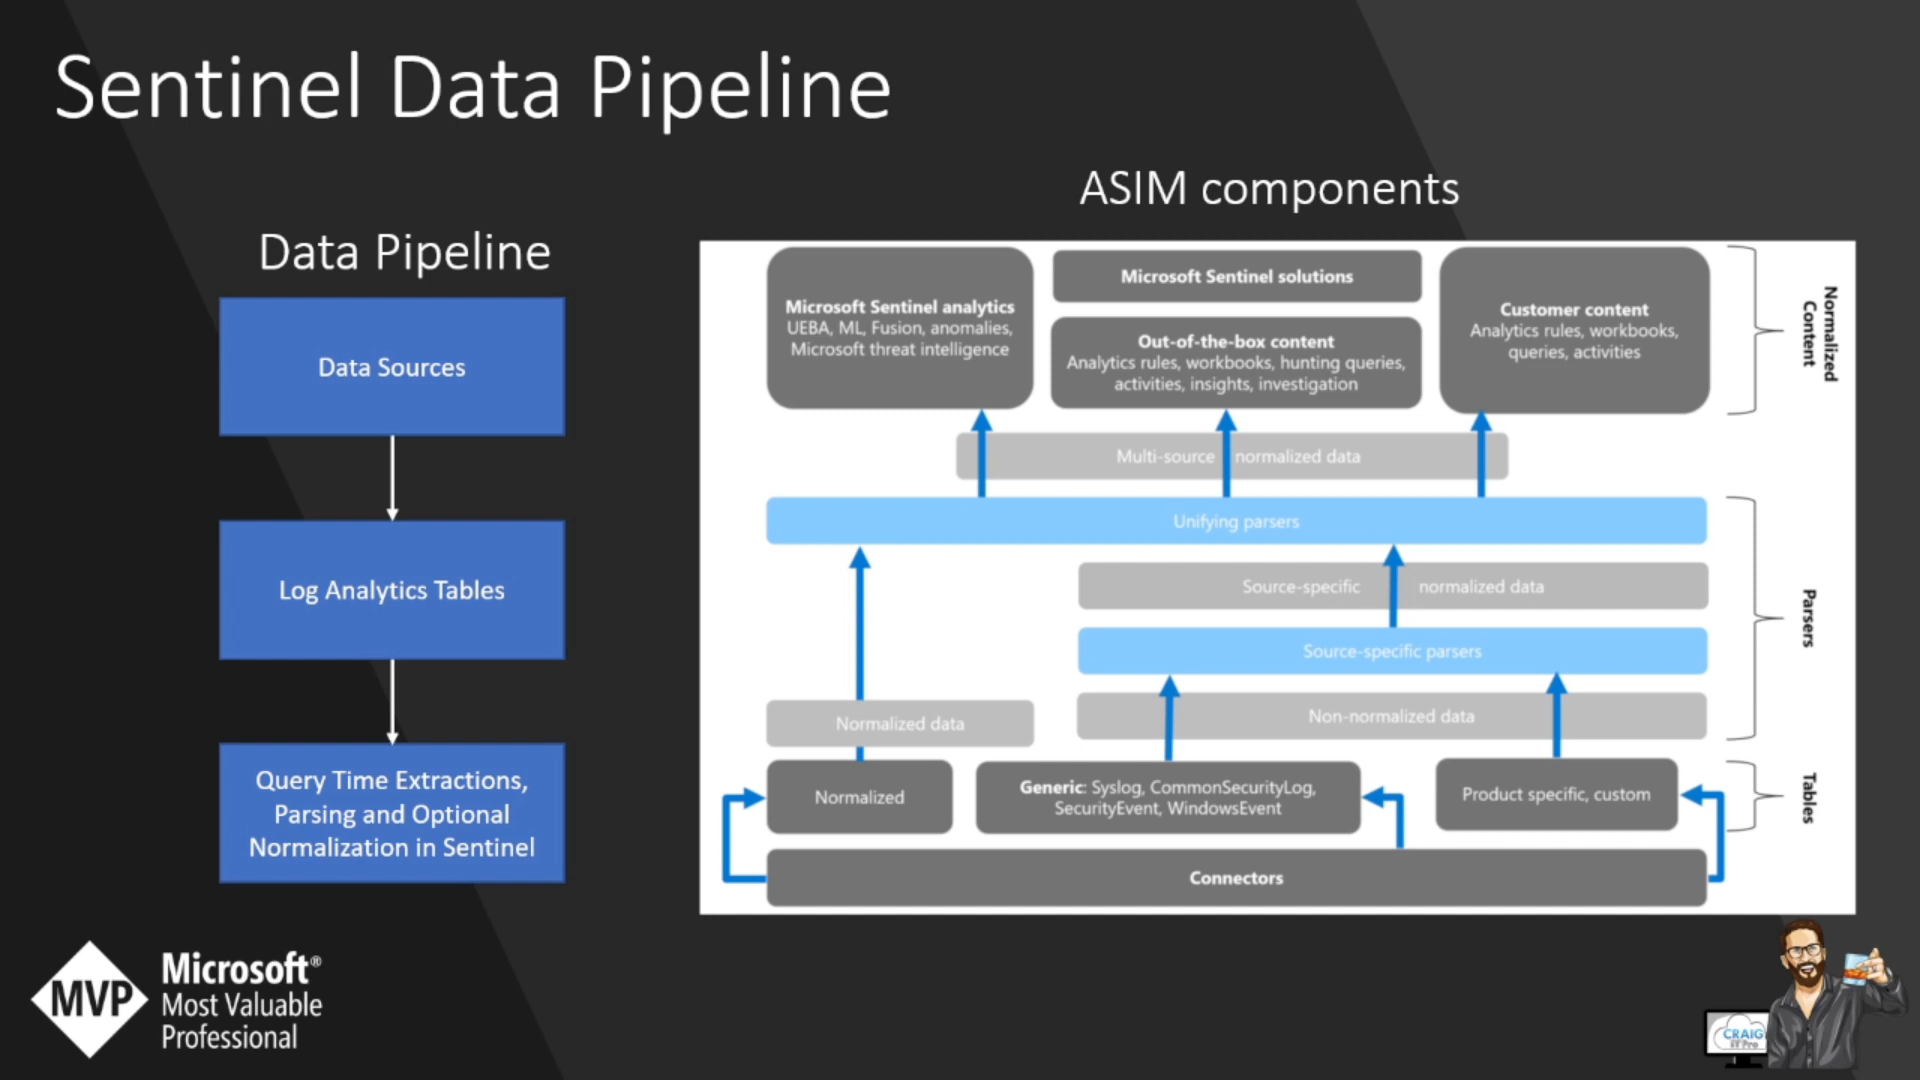 Sentinel Data Pipeline
Data Pipeline
Data Sources
Log Analytics Tables
Query Time Extractions,
Parsing and Optional
Normalization in Sentinel
ASIM components
Microsoft Sentinel analytics
UEBA, ML, Fusion, anomalies,
Microsoft threat intelligence
Microsoft Sentinel solutions
Out-of-the-box content
Analytics rules, workbooks, hunting queries,
activities, insights, investigation
Customer content
Analytics rules, workbooks,
queries, activities
Normalized
Content
Multi-source normalized data
Unifying parsers
Source-specific normalized data
Source-specific parsers
Parsers
Normalized data
Non-normalized data
Normalized
Generic: Syslog, CommonSecurityLog,
SecurityEvent, WindowsEvent
Product specific, custom
Tables
Connectors
MVP
Microsoft®
Most Valuable
Professional
CRAIG
IT Pro